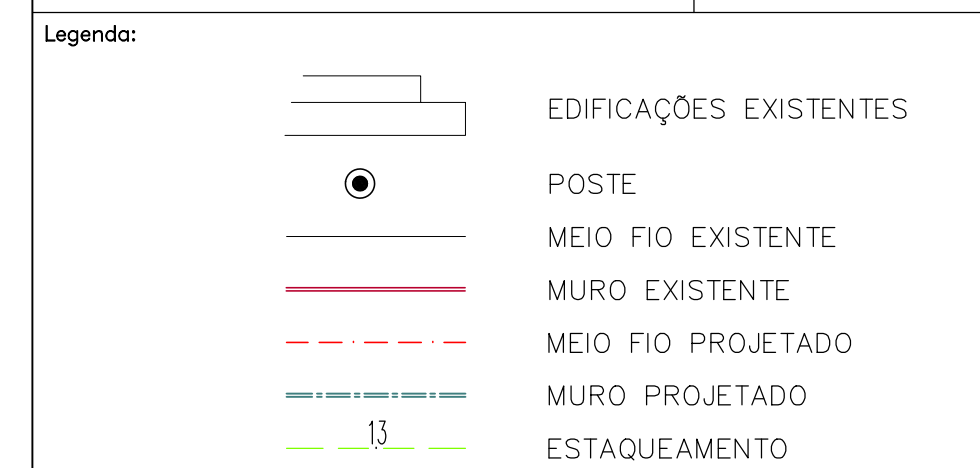 Legenda:
EDIFICAÇÕES EXISTENTES
POSTE
MEIO FIO EXISTENTE
MURO EXISTENTE
MEIO FIO PROJETADO
MURO PROJETADO
13
ESTAQUEAMENTO